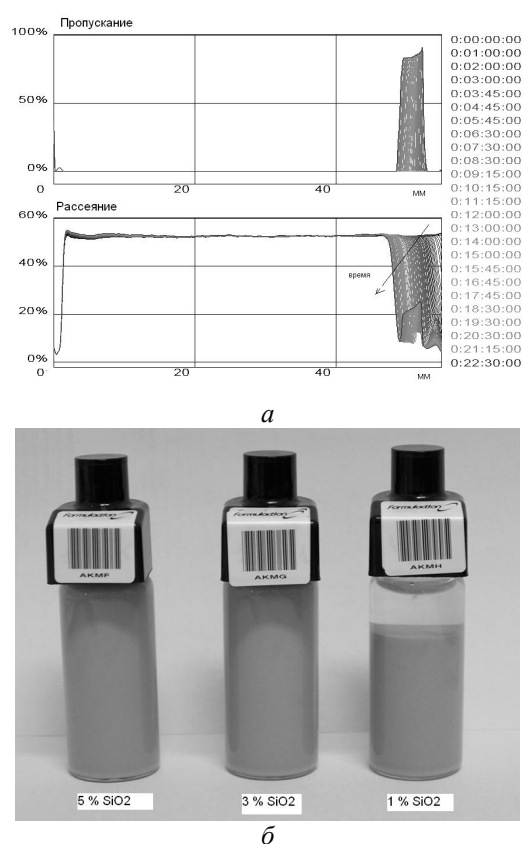 Пропускание
100%
50%
0%
0
20
40
мм
Рассеяние
60%
40%
20%
0%
0
20
40
мм
время
0:00:00:00
0:01:00:00
0:02:00:00
0:03:00:00
0:03:45:00
0:04:45:00
0:05:45:00
0:06:30:00
0:07:30:00
0:08:30:00
0:09:15:00
0:10:15:00
0:11:15:00
0:12:00:00
0:13:00:00
0:14:00:00
0:15:00:00
0:15:45:00
0:16:45:00
0:17:45:00
0:18:30:00
0:19:30:00
0:20:30:00
0:21:15:00
0:22:30:00
а
Formulaction
AKMF
Formulaction
AKMG
Formulaction
AKMH
5 % SiO2
3 % SiO2
1 % SiO2
б